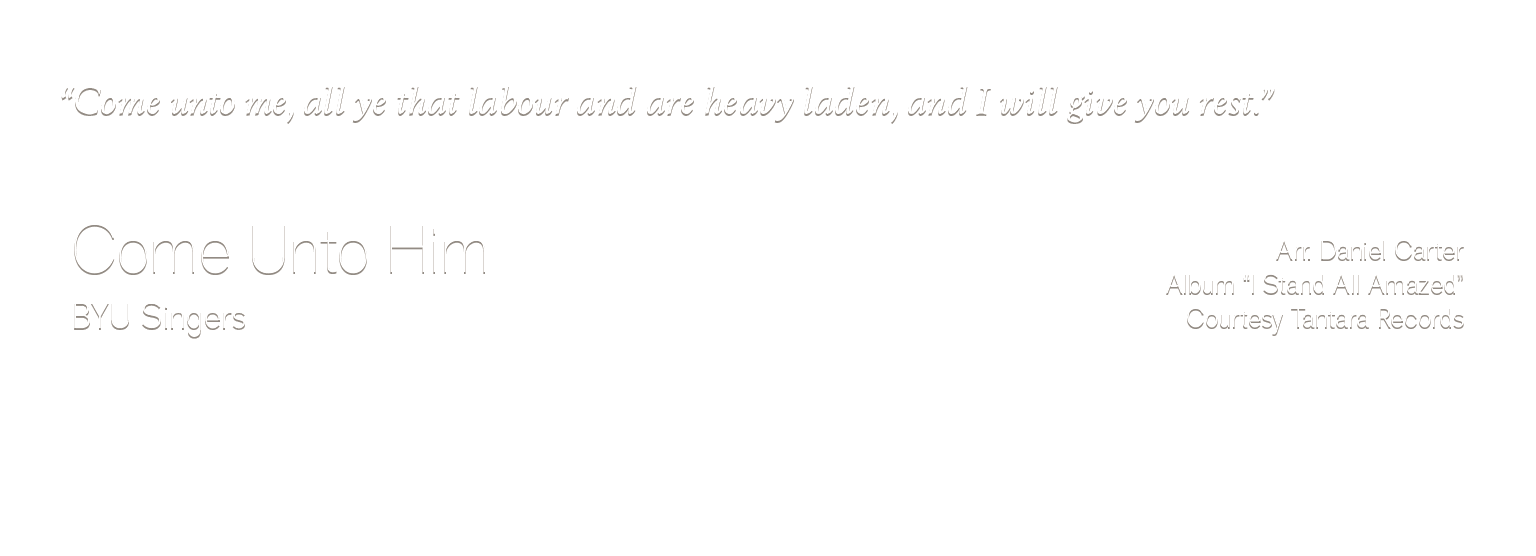 “Come unto me, all ye that labour and are heavy laden, and I will give you rest.”
Come Unto Him
BYU Singers
Arr. Daniel Carter
Album “I Stand All Amazed”
Courtesy Tantara Records